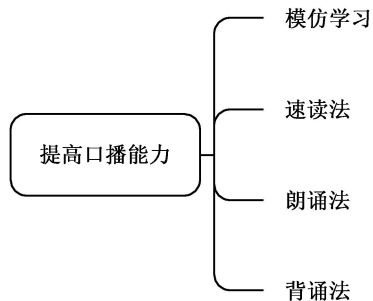 提高口播能力
模仿学习
速读法
朗诵法
背诵法